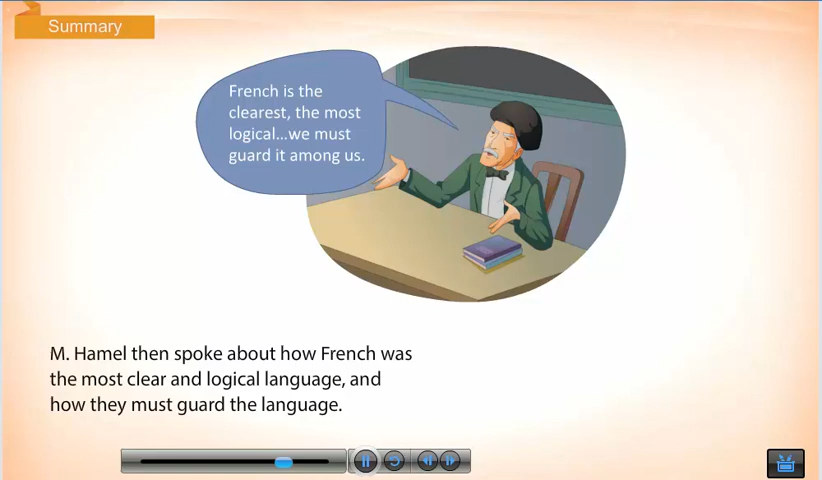 Summary
French is the
clearest, the most
logical...we must
guard it among us.
M. Hamel then spoke about how French was
the most clear and logical language, and
how they must guard the language.